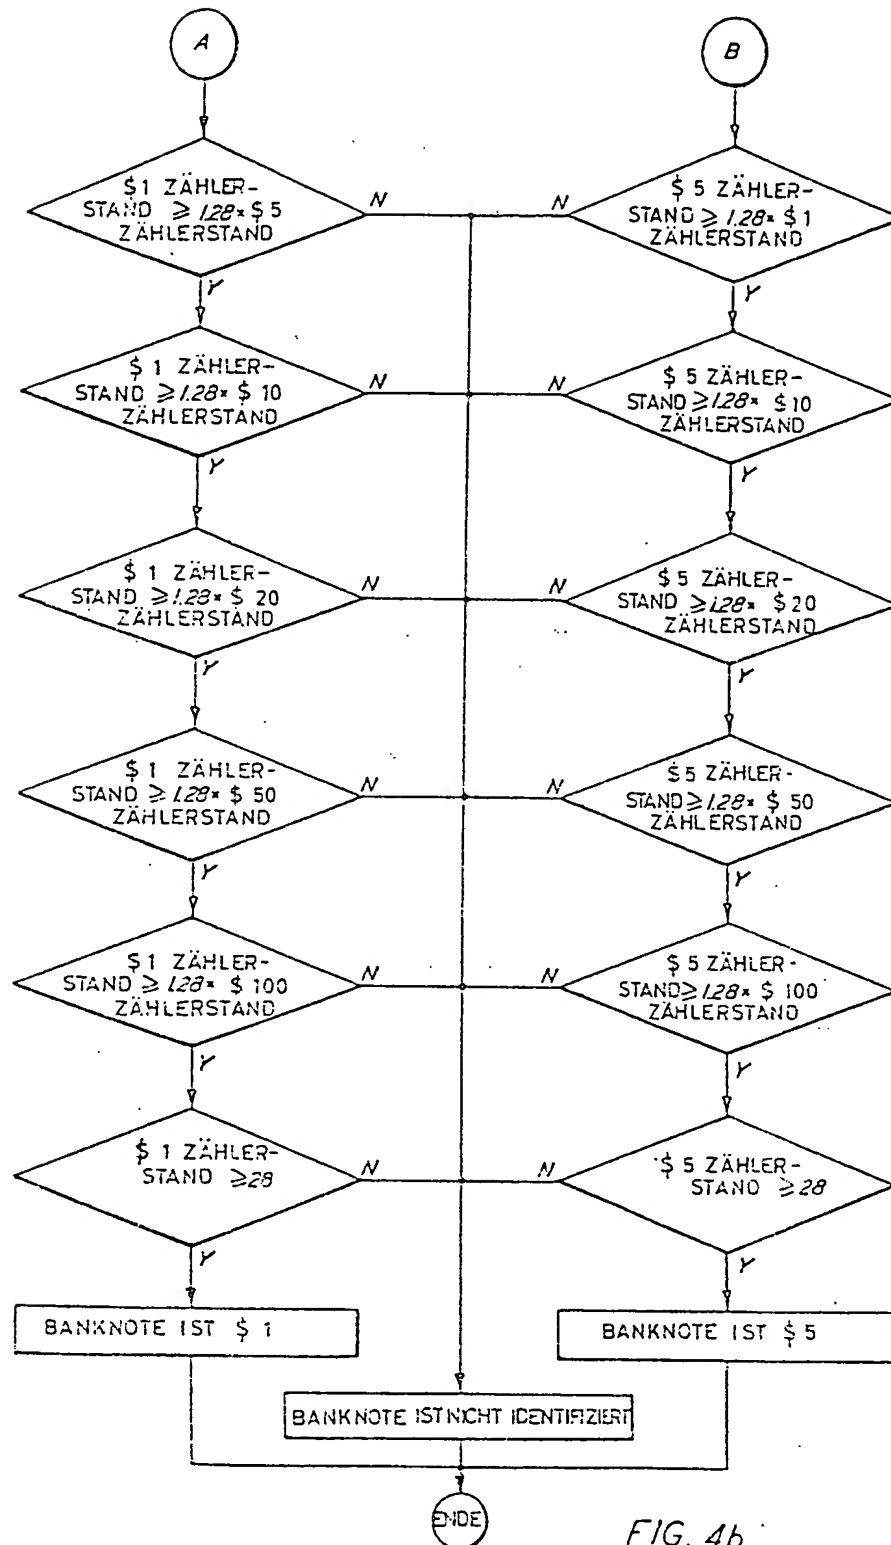 A
$1 ZÄHLER-
STAND ≥ 1.28* $ 5
ZÄHLERSTAND
N
Y
$ 1 ZÄHLER-
STAND ≥ 1.28* $ 10
ZÄHLERSTAND
N
Y
$ 1 ZÄHLER-
STAND ≥ 1.28* $ 20
ZÄHLERSTAND
N
Y
$ 1 ZÄHLER-
STAND ≥ 1.28* $ 50
ZÄHLERSTAND
N
Y
$1 ZÄHLER-
STAND ≥ 1.28* $ 100
ZÄHLERSTAND
N
Y
$ 1 ZÄHLER-
STAND ≥28
N
Y
BANKNOTE IST $ 1
B
$ 5 ZÄHLER-
STAND ≥ 1.28* $1
ZÄHLERSTAND
N
Y
$ 5 ZÄHLER-
STAND ≥ 1.28* $10
ZÄHLERSTAND
N
Y
$ 5 ZÄHLER-
STAND ≥ 1.28* $20
ZÄHLERSTAND
N
Y
$5 ZÄHLER-
STAND ≥ 1.28* $ 50
ZÄHLERSTAND
N
Y
$ 5 ZÄHLER-
STAND ≥ 1.28* $ 100
ZÄHLERSTAND
N
Y
$ 5 ZÄHLER-
STAND ≥28
N
Y
BANKNOTE IST $ 5
BANKNOTE IST NICHT IDENTIFIZIERT
ENDE
FIG. 4b